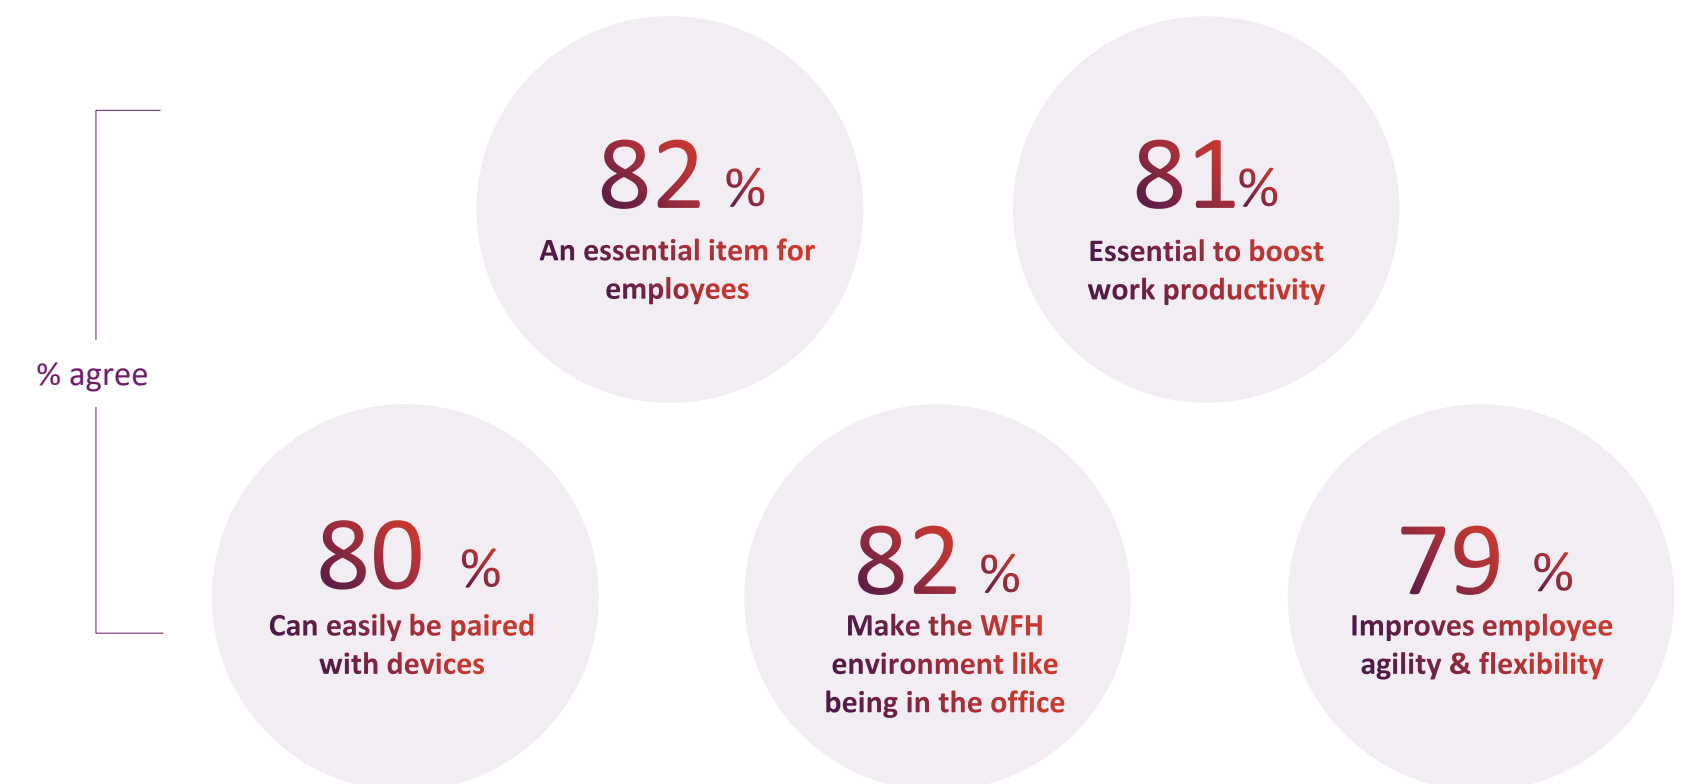 82 %
An essential item for
employees
81%
Essential to boost
work productivity
% agree
80 %
Can easily be paired
with devices
82 %
Make the WFH
environment like
being in the office
79 %
Improves employee
agility & flexibility